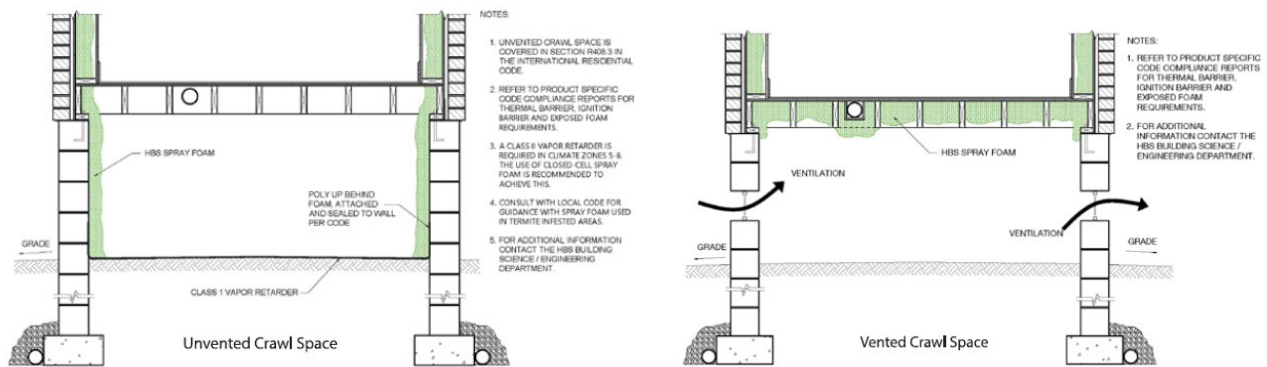 NOTES:
1. UNVENTED CRAWL SPACE IS
COVERED IN SECTION R408.3 IN
THE INTERNATIONAL RESIDENTIAL
CODE.
2. REFER TO PRODUCT SPECIFIC
CODE COMPLIANCE REPORTS FOR
THERMAL BARRIER, IGNITION
BARRIER AND EXPOSED FOAM
REQUIREMENTS.
3. A CLASS II VAPOR RETARDER IS
REQUIRED IN CLIMATE ZONES 5-8.
THE USE OF CLOSED-CELL SPRAY
FOAM IS RECOMMENDED TO
ACHIEVE THIS.
4. CONSULT WITH LOCAL CODE FOR
GUIDANCE WITH SPRAY FOAM USED
IN TERMITE INFESTED AREAS.
5. FOR ADDITIONAL INFORMATION
CONTACT THE HBS BUILDING
SCIENCE / ENGINEERING
DEPARTMENT.
HBS SPRAY FOAM
POLY UP BEHIND
FOAM, ATTACHED
AND SEALED TO WALL
PER CODE
GRADE
CLASS 1 VAPOR RETARDER
Unvented Crawl Space
NOTES:
1. REFER TO PRODUCT SPECIFIC
CODE COMPLIANCE REPORTS
FOR THERMAL BARRIER,
IGNITION BARRIER AND
EXPOSED FOAM
REQUIREMENTS.
2. FOR ADDITIONAL
INFORMATION CONTACT THE
HBS BUILDING SCIENCE /
ENGINEERING DEPARTMENT.
HBS SPRAY FOAM
VENTILATION
VENTILATION
GRADE
GRADE
Vented Crawl Space